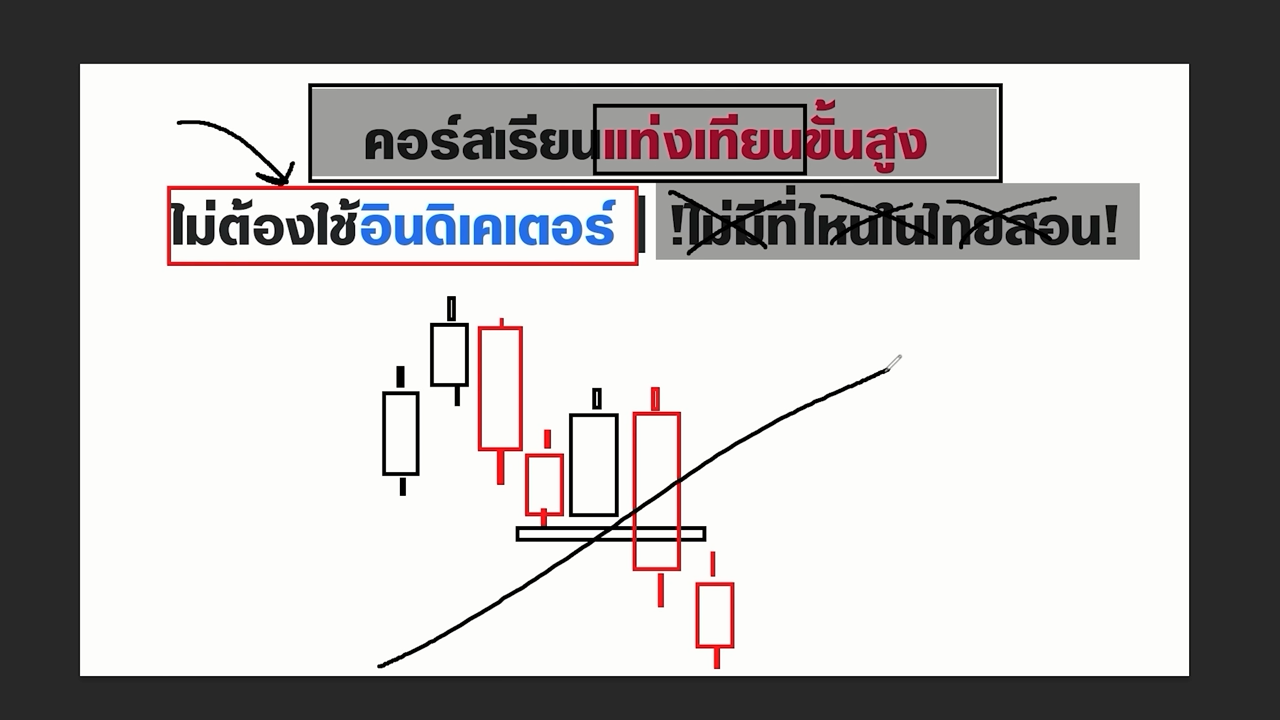 คอร์สเรียนแท่งเทียนขั้นสูง
ไม่ต้องใช้อินดิเคเตอร์ | !ไม่มีที่ไหนในไทยสอน!